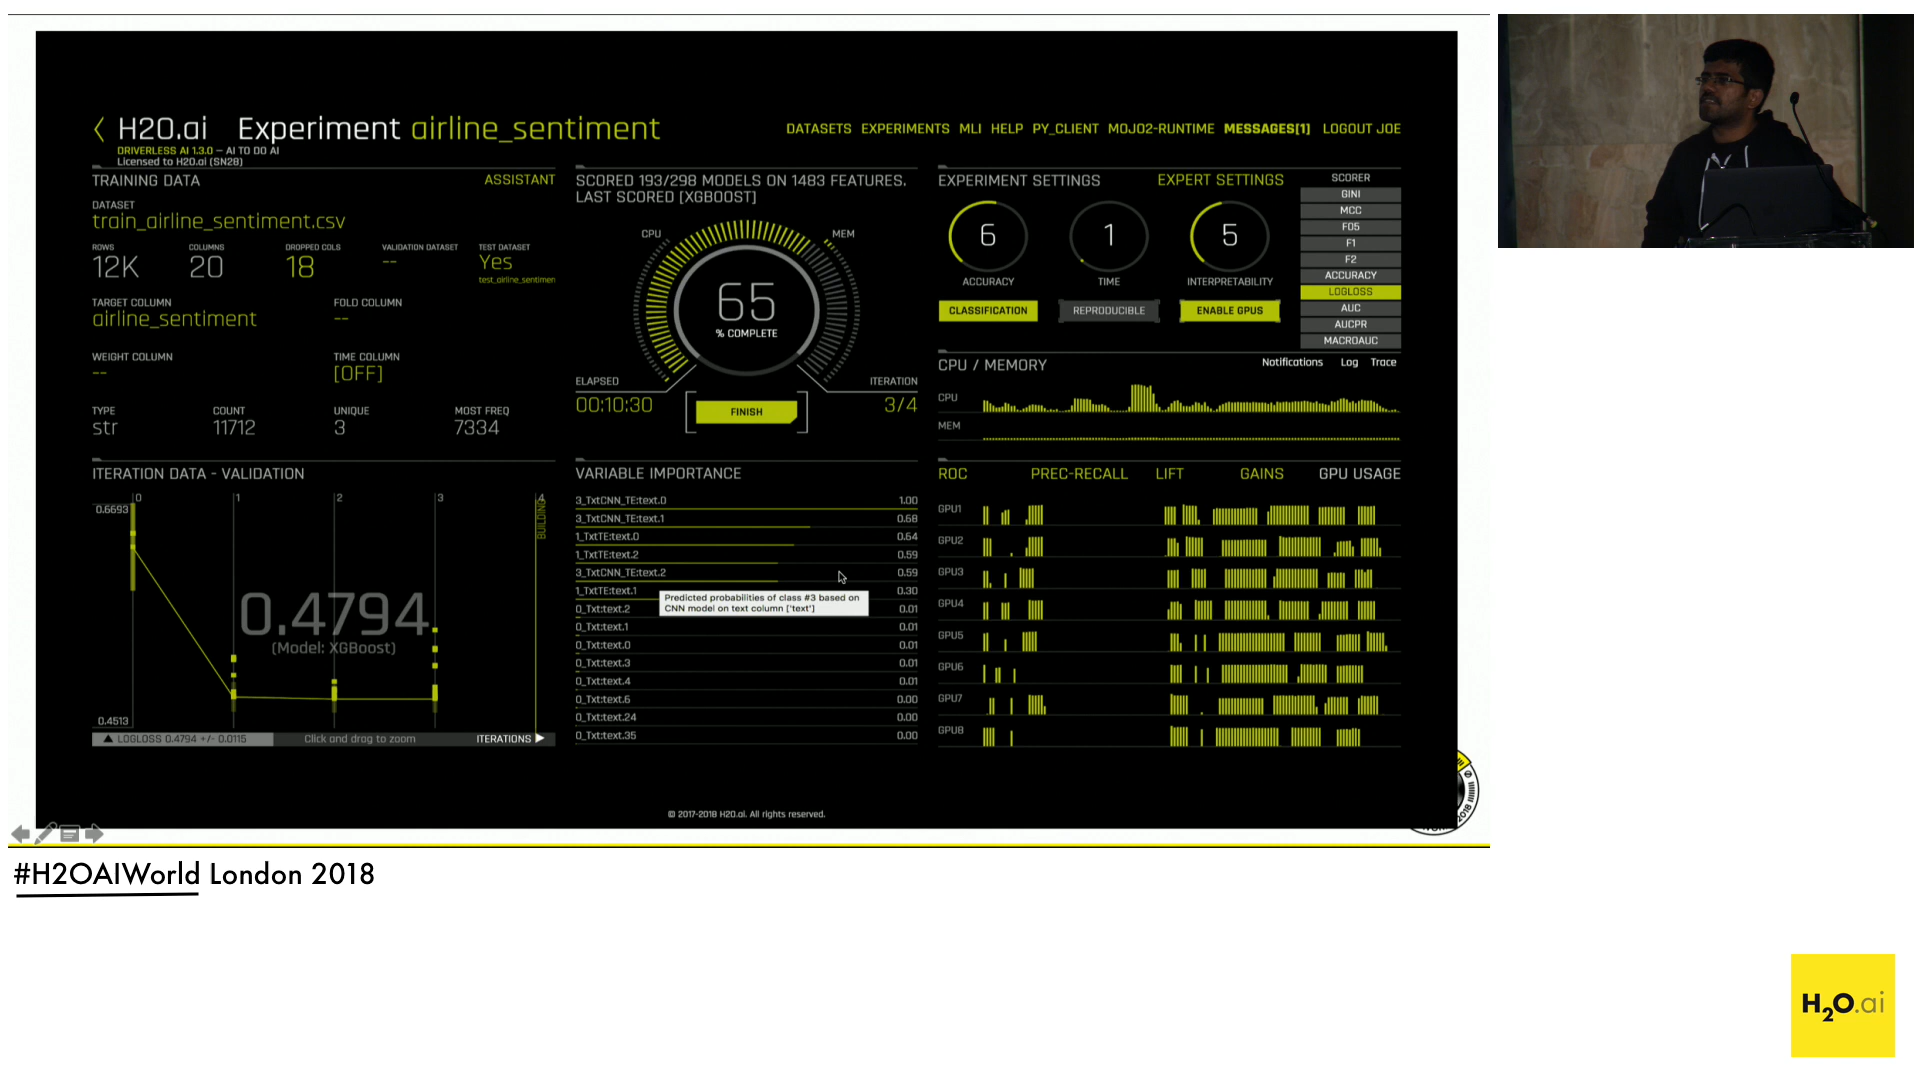 H2O.ai Experiment airline_sentiment
DRIVERLESS AI 1.3.0 – AI TO DO AI
Licensed to H2O.ai (SN28)
DATASETS EXPERIMENTS MLI HELP PY_CLIENT MOJO2-RUNTIME MESSAGES[1] LOGOUT JOE
TRAINING DATA
ASSISTANT
DATASET
train_airline_sentiment.csv
ROWS COLUMNS DROPPED COLS VALIDATION DATASET TEST DATASET
12K 20 18 -- Yes
test_airline_sentimen
TARGET COLUMN FOLD COLUMN
airline_sentiment --
WEIGHT COLUMN TIME COLUMN
-- [OFF]
TYPE COUNT UNIQUE MOST FREQ
str 11712 3 7334
SCORED 193/298 MODELS ON 1483 FEATURES.
LAST SCORED [XGBOOST]
CPU MEM
65
% COMPLETE
ELAPSED ITERATION
00:10:30 3/4
FINISH
EXPERIMENT SETTINGS EXPERT SETTINGS
6 1 5
ACCURACY TIME INTERPRETABILITY
CLASSIFICATION REPRODUCIBLE ENABLE GPUS
SCORER
GINI
MCC
F05
F1
F2
ACCURACY
LOGLOSS
AUC
AUCPR
MACROAUC
CPU / MEMORY
Notifications Log Trace
CPU
MEM
ITERATION DATA - VALIDATION
0 1 2 3 4
0.6693
BUILDING
0.4794
(Model: XGBoost)
0.4513
LOGLOSS 0.4794 +/- 0.0115 Click and drag to zoom ITERATIONS
VARIABLE IMPORTANCE
3_TxtCNN_TE:text.0 1.00
3_TxtCNN_TE:text.1 0.68
1_TxtTE:text.0 0.64
1_TxtTE:text.2 0.59
3_TxtCNN_TE:text.2 0.59
1_TxtTE:text.1 0.30
Predicted probabilities of class #3 based on
CNN model on text column ['text']
0_Txt:text.2 0.01
0_Txt:text.1 0.01
0_Txt:text.0 0.01
0_Txt:text.3 0.01
0_Txt:text.4 0.01
0_Txt:text.6 0.00
0_Txt:text.24 0.00
0_Txt:text.35 0.00
ROC PREC-RECALL LIFT GAINS GPU USAGE
GPU1
GPU2
GPU3
GPU4
GPU5
GPU6
GPU7
GPU8
© 2017-2018 H2O.ai. All rights reserved.
2018
#H2OAIWorld London 2018
H2O.ai